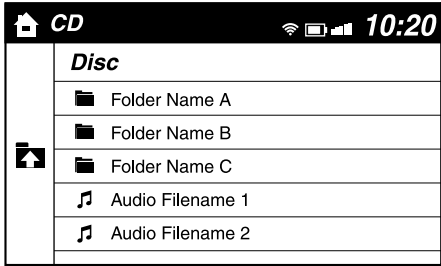 CD 10:20
Disc
Folder Name A
Folder Name B
Folder Name C
Audio Filename 1
Audio Filename 2